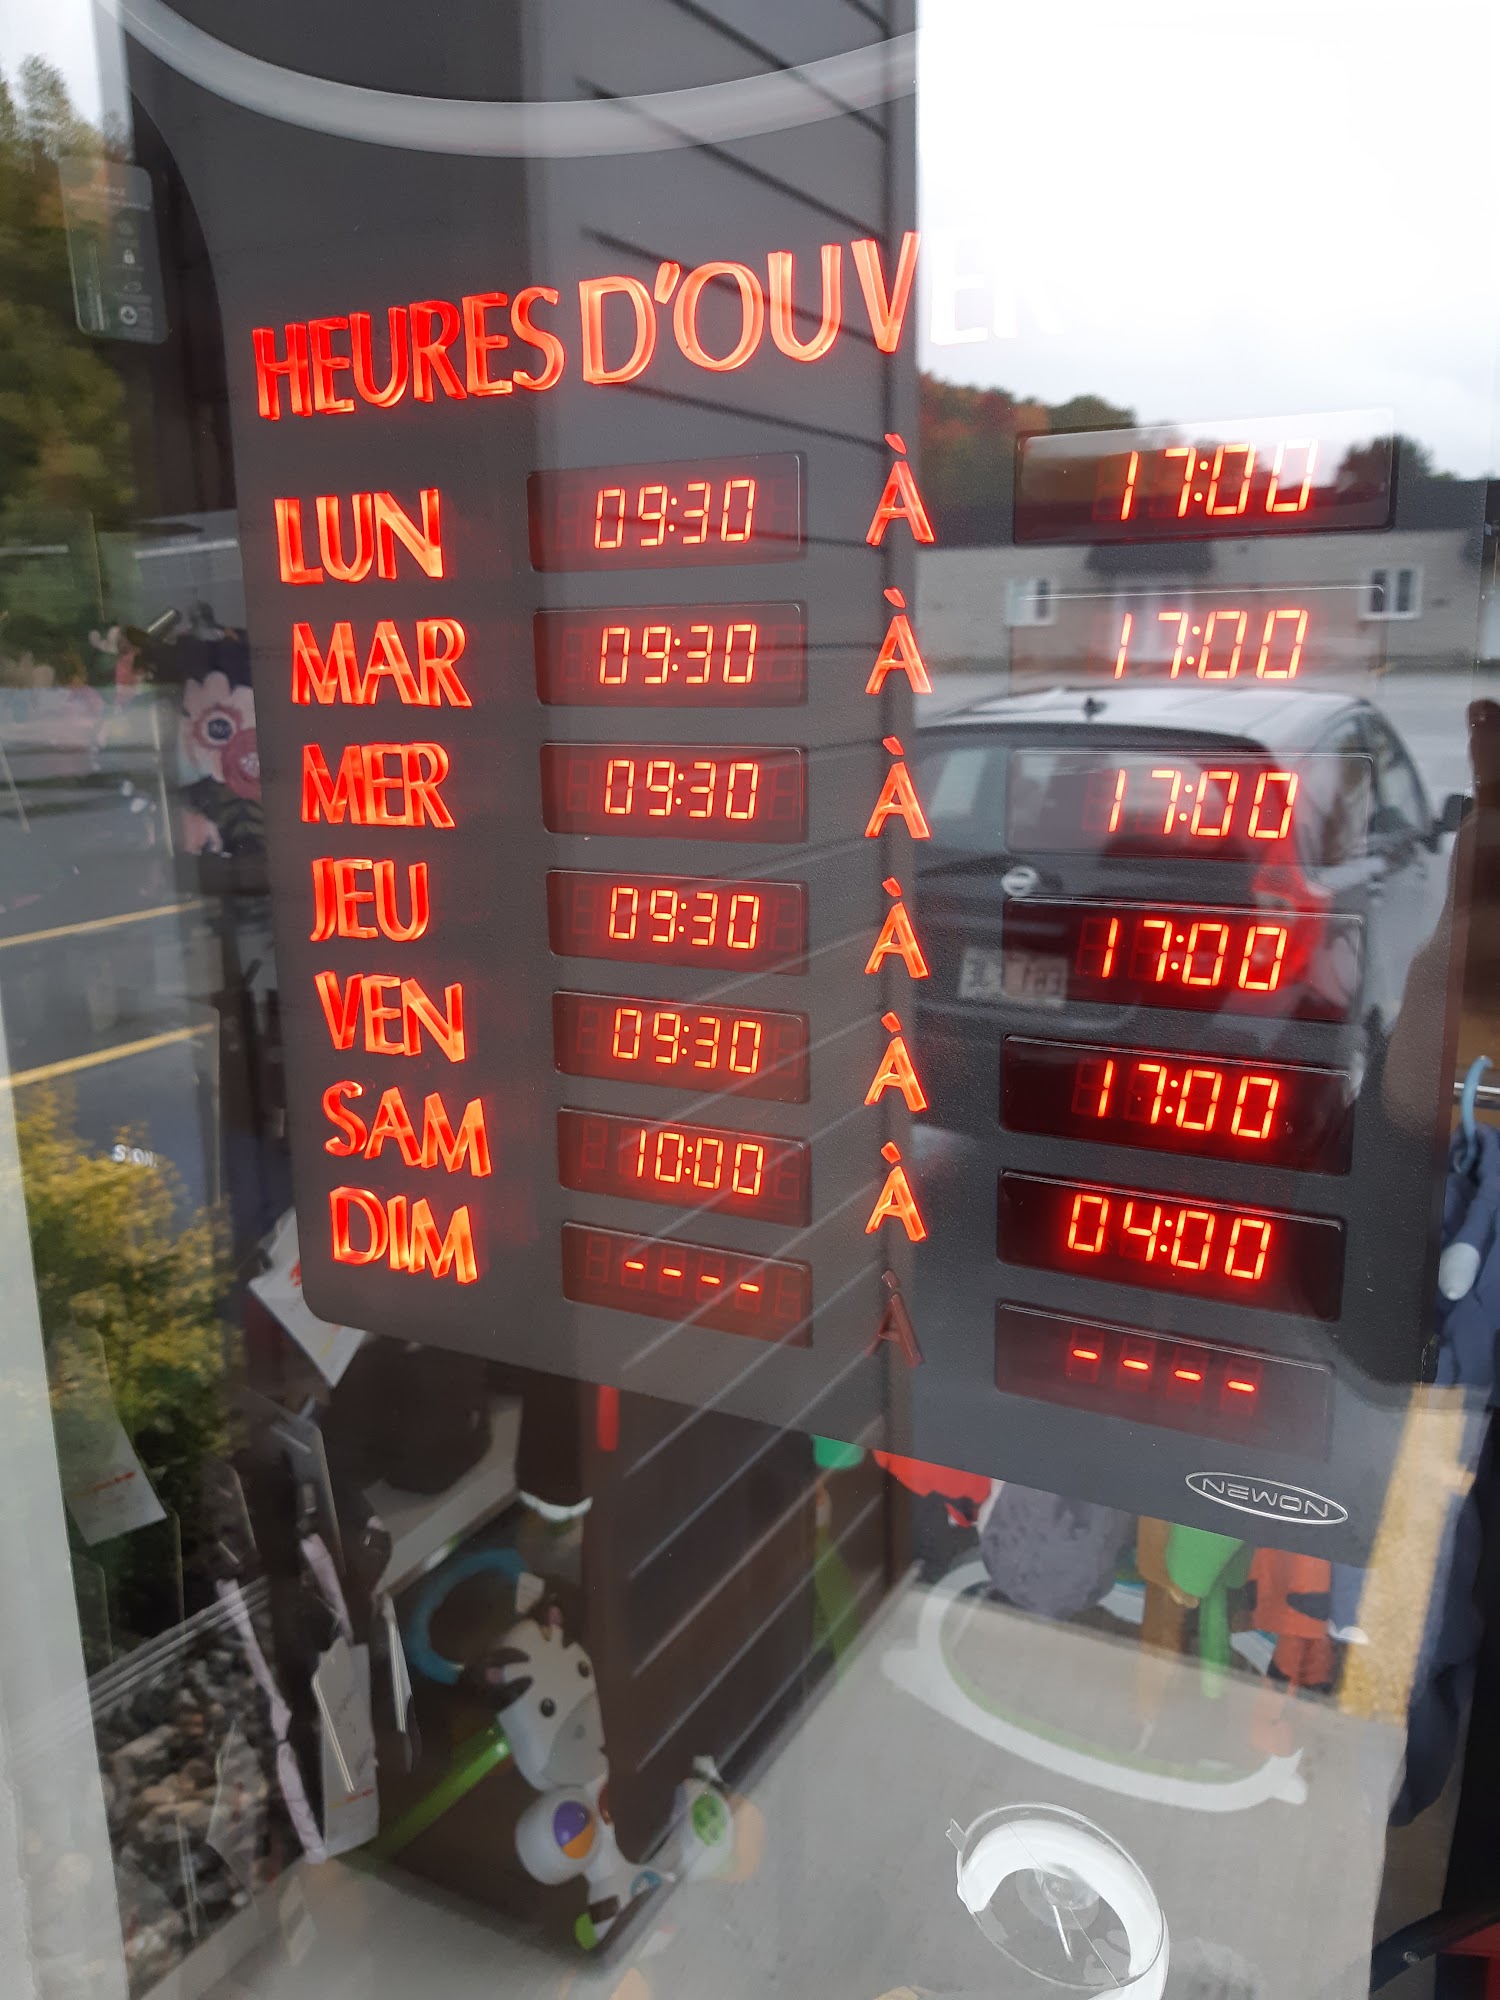 HEURES D'OUVER
LUN 09:30 À 17:00
MAR 09:30 À 17:00
MER 09:30 À 17:00
JEU 09:30 À 17:00
VEN 09:30 À 17:00
SAM 10:00 À 04:00
DIM ---- À ----
NEWON